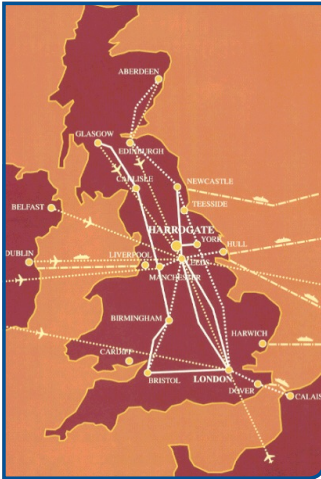 ABERDEEN
GLASGOW
EDINBURGH
CARLISLE
NEWCASTLE
TEESSIDE
BELFAST
HARROGATE
YORK
HULL
DUBLIN
LIVERPOOL
LEEDS
MANCHESTER
BIRMINGHAM
HARWICH
CARDIFF
BRISTOL
LONDON
DOVER
CALAIS